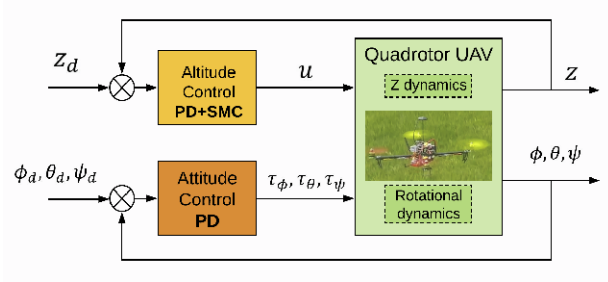 Z_d
Altitude
Control
PD+SMC
u
Quadrotor UAV
Z dynamics
Z
ϕ_d, θ_d, ψ_d
Attitude
Control
PD
τ_ϕ, τ_θ, τ_ψ
Rotational
dynamics
ϕ, θ, ψ